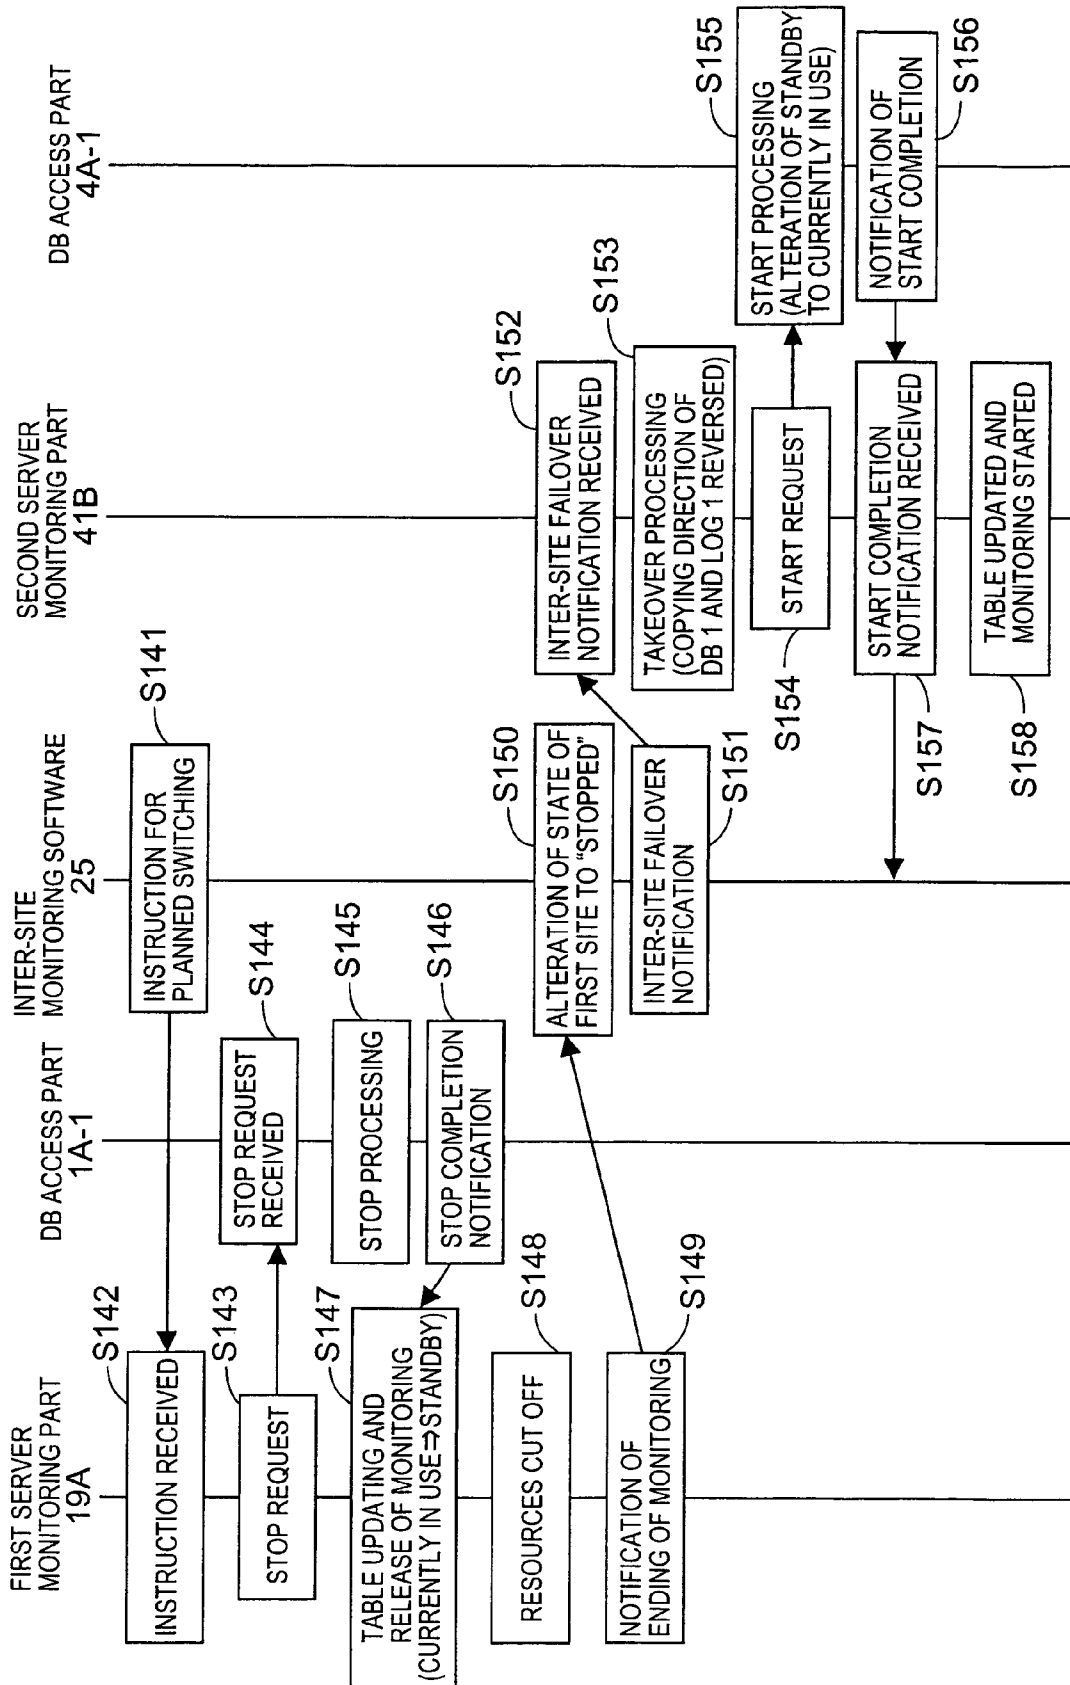 FIRST SERVER
MONITORING PART
19A
DB ACCESS PART
1A-1
INTER-SITE
MONITORING SOFTWARE
25
SECOND SERVER
MONITORING PART
41B
DB ACCESS PART
4A-1
INSTRUCTION FOR
PLANNED SWITCHING
S141
INSTRUCTION RECEIVED
S142
STOP REQUEST
S143
STOP REQUEST
RECEIVED
S144
STOP PROCESSING
S145
STOP COMPLETION
NOTIFICATION
S146
TABLE UPDATING AND
RELEASE OF MONITORING
(CURRENTLY IN USE⇒STANDBY)
S147
RESOURCES CUT OFF
S148
NOTIFICATION OF
ENDING OF MONITORING
S149
ALTERATION OF STATE OF
FIRST SITE TO "STOPPED"
S150
INTER-SITE FAILOVER
NOTIFICATION
S151
INTER-SITE FAILOVER
NOTIFICATION RECEIVED
S152
TAKEOVER PROCESSING
(COPYING DIRECTION OF
DB 1 AND LOG 1 REVERSED)
S153
START REQUEST
S154
START PROCESSING
(ALTERATION OF STANDBY
TO CURRENTLY IN USE)
S155
NOTIFICATION OF
START COMPLETION
S156
START COMPLETION
NOTIFICATION RECEIVED
S157
TABLE UPDATED AND
MONITORING STARTED
S158